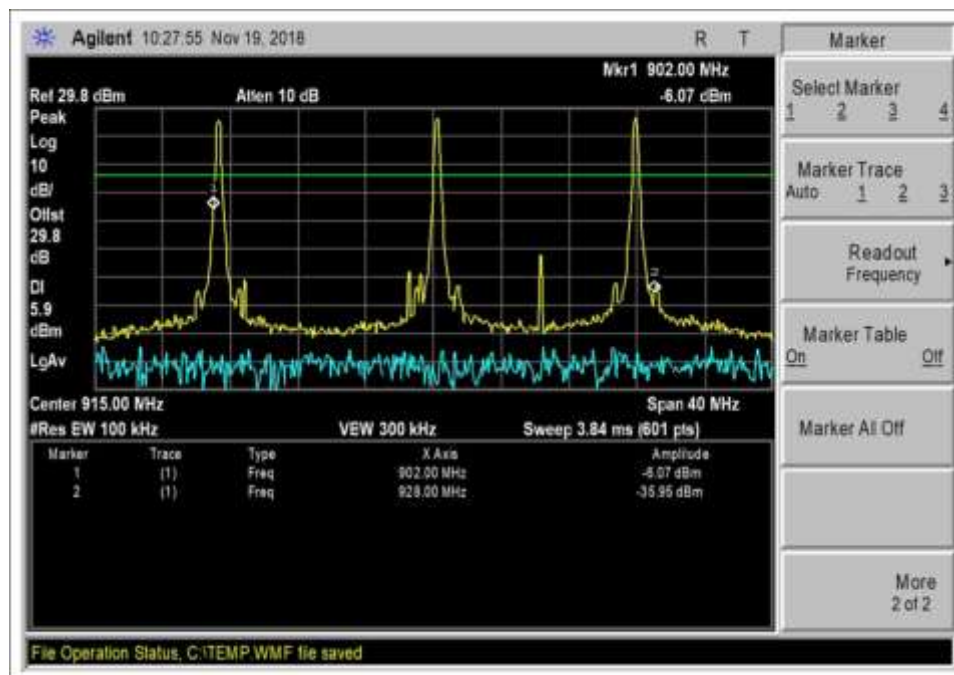 Agilent 10:27:55 Nov 19, 2018
R T
Mkr1 902.00 MHz
Ref 29.8 dBm
Atten 10 dB
-6.07 dBm
Peak
Log
10
dB/
Offst
29.8
dB
DI
5.9
dBm
LgAv
1
2
Center 915.00 MHz
Span 40 MHz
#Res BW 100 kHz
VBW 300 kHz
Sweep 3.84 ms (601 pts)
Marker Trace Type X Axis Amplitude
1 (1) Freq 902.00 MHz -6.07 dBm
2 (1) Freq 928.00 MHz -35.95 dBm
File Operation Status, C:\TEMP.WMF file saved
Marker
Select Marker
1 2 3 4
Marker Trace
Auto 1 2 3
Readout
Frequency
Marker Table
On Off
Marker All Off
More
2 of 2